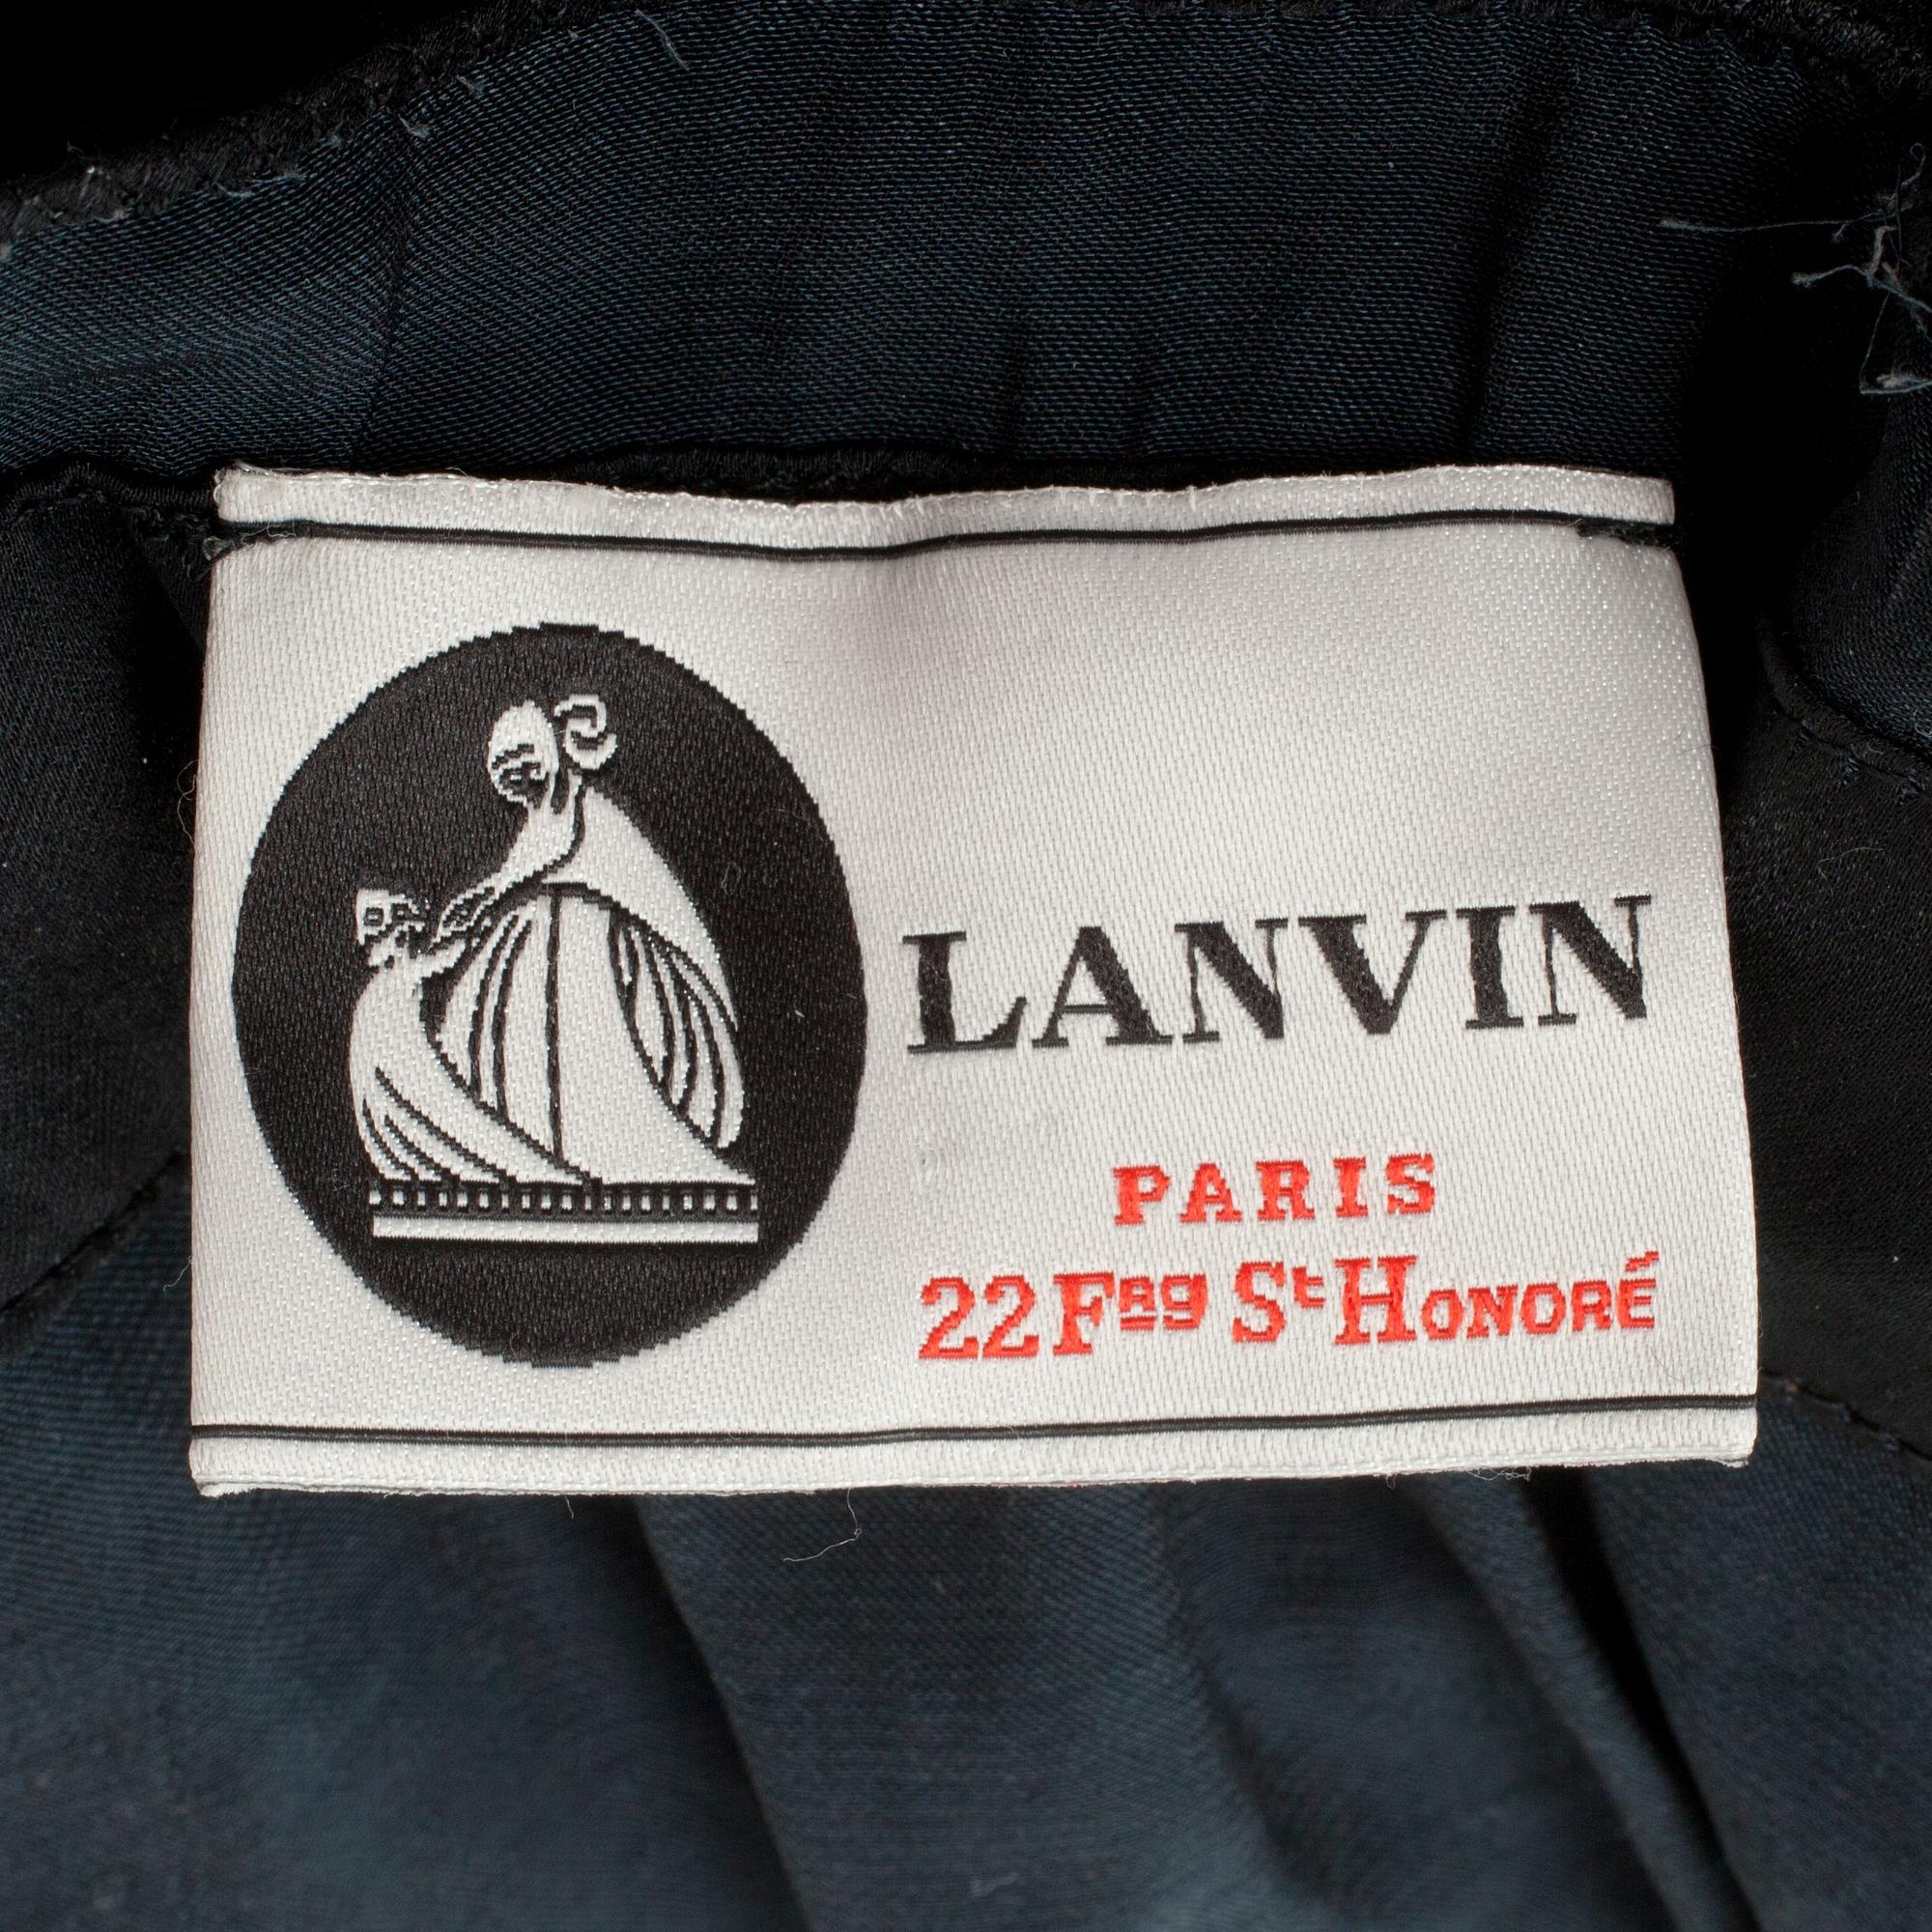 LANVIN
PARIS
22 Fbg St HONORÉ